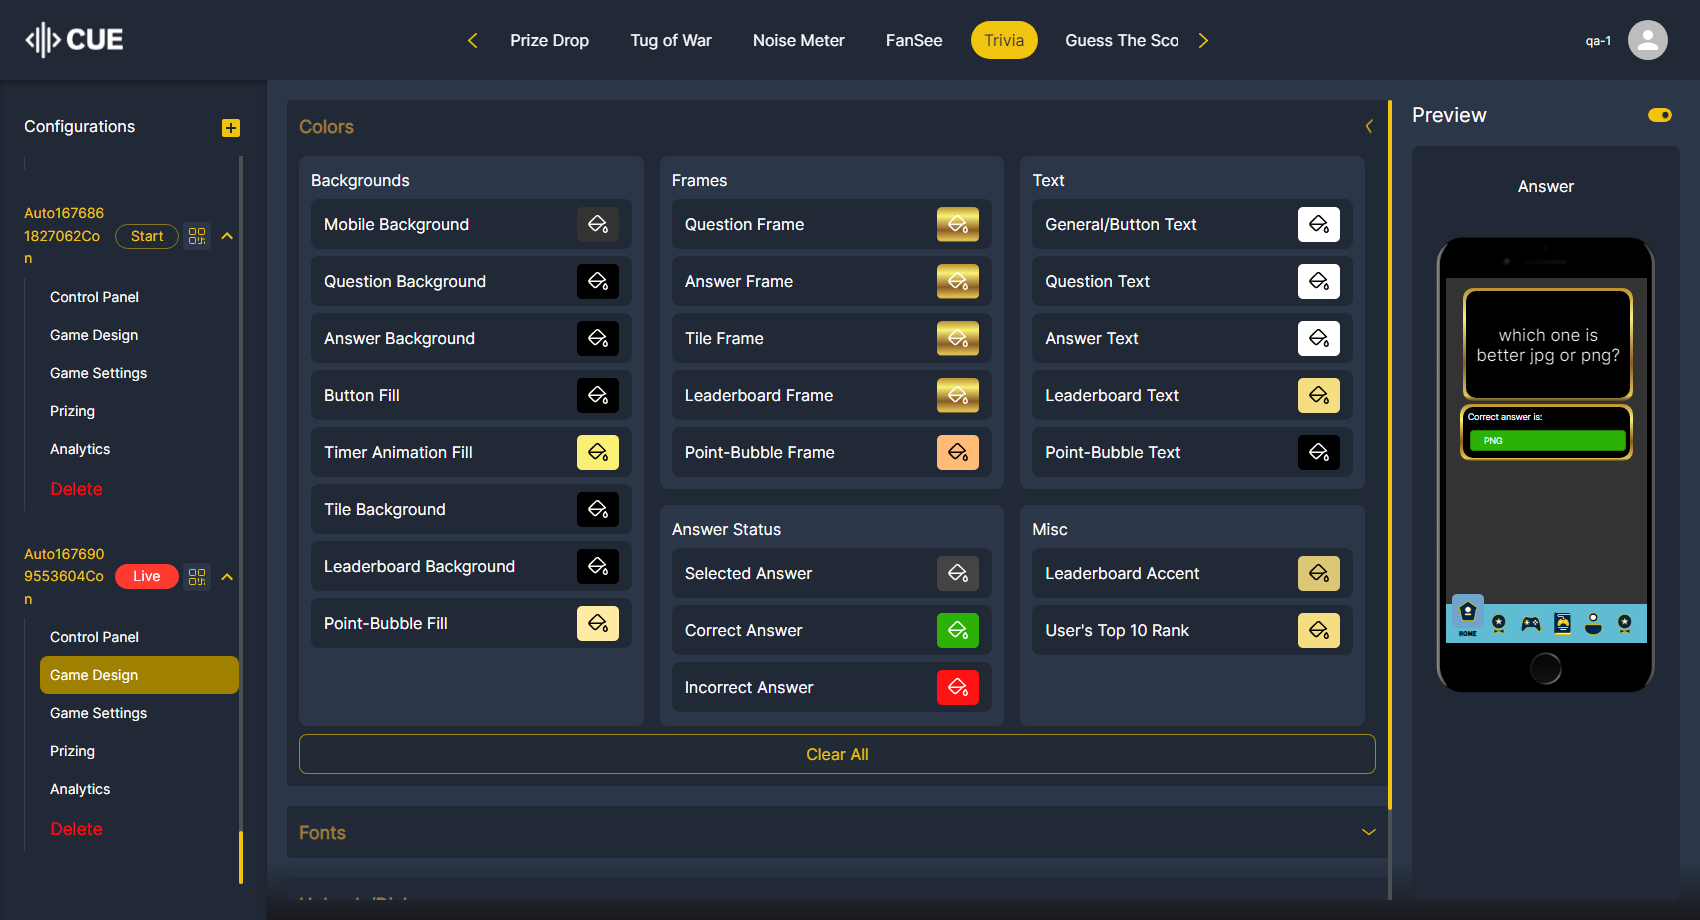 CUE
Prize Drop
Tug of War
Noise Meter
FanSee
Trivia
Guess The Sco
qa-1
Configurations
Auto167686
1827062Co
n
Start
Control Panel
Game Design
Game Settings
Prizing
Analytics
Delete
Auto167690
9553604Co
n
Live
Control Panel
Game Design
Game Settings
Prizing
Analytics
Delete
Colors
Backgrounds
Mobile Background
Question Background
Answer Background
Button Fill
Timer Animation Fill
Tile Background
Leaderboard Background
Point-Bubble Fill
Frames
Question Frame
Answer Frame
Tile Frame
Leaderboard Frame
Point-Bubble Frame
Text
General/Button Text
Question Text
Answer Text
Leaderboard Text
Point-Bubble Text
Answer Status
Selected Answer
Correct Answer
Incorrect Answer
Misc
Leaderboard Accent
User's Top 10 Rank
Clear All
Fonts
Preview
Answer
which one is
better jpg or png?
Correct answer is:
PNG
HOME